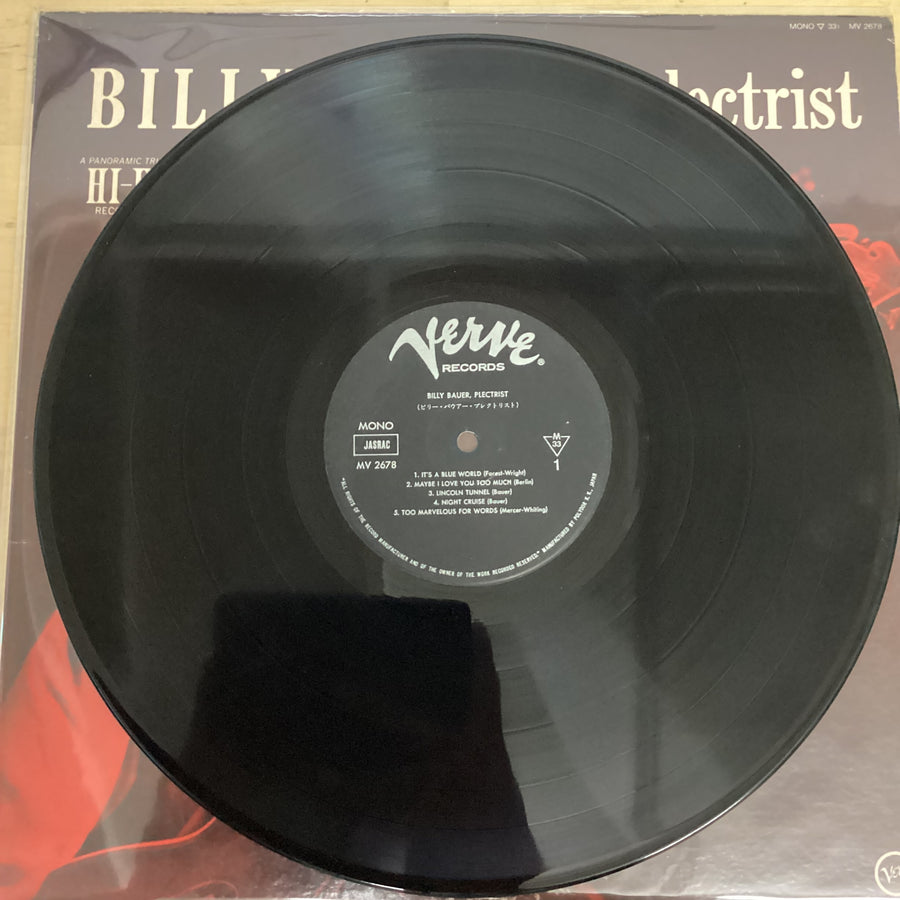 MONO ▽ 33⅓ MV 2678
BILLY
lectrist
A PANORAMIC TR
HI-F
REC
Verve®
RECORDS
BILLY BAUER, PLECTRIST
(ビリー・バウアー・プレクトリスト)
MONO
JASRAC
MV 2678
M
33
1
1. IT'S A BLUE WORLD (Forest-Wright)
2. MAYBE I LOVE YOU TOO MUCH (Berlin)
3. LINCOLN TUNNEL (Bauer)
4. NIGHT CRUISE (Bauer)
5. TOO MARVELOUS FOR WORDS (Mercer-Whiting)
"ALL RIGHTS OF THE RECORD MANUFACTURER AND OF THE OWNER OF THE WORK RECORDED RESERVED." MANUFACTURED BY POLYDOR K. K., JAPAN